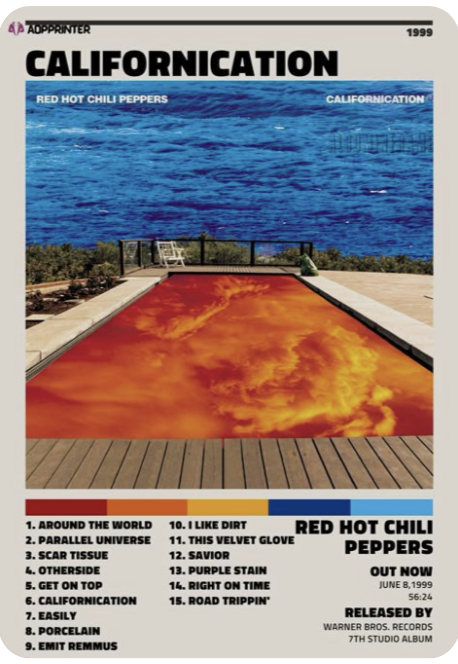 AOPPRINTER
1999
CALIFORNICATION
RED HOT CHILI PEPPERS
CALIFORNICATION
1. AROUND THE WORLD
2. PARALLEL UNIVERSE
3. SCAR TISSUE
4. OTHERSIDE
5. GET ON TOP
6. CALIFORNICATION
7. EASILY
8. PORCELAIN
9. EMIT REMMUS
10. I LIKE DIRT
11. THIS VELVET GLOVE
12. SAVIOR
13. PURPLE STAIN
14. RIGHT ON TIME
15. ROAD TRIPPIN'
RED HOT CHILI
PEPPERS
OUT NOW
JUNE 8,1999
56:24
RELEASED BY
WARNER BROS. RECORDS
7TH STUDIO ALBUM